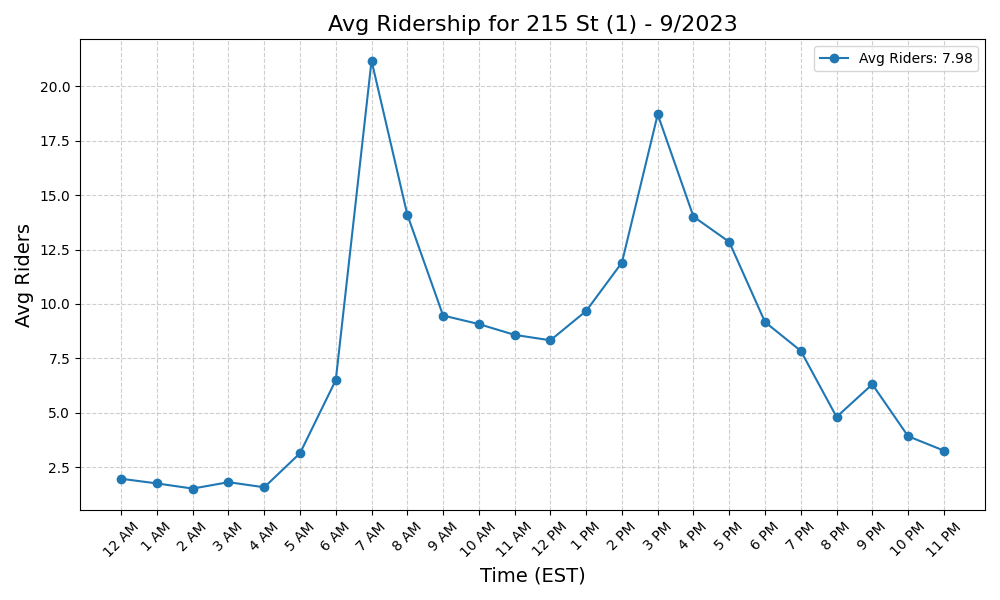 Avg Ridership for 215 St (1) - 9/2023
Avg Riders: 7.98
Avg Riders
20.0
17.5
15.0
12.5
10.0
7.5
5.0
2.5
12 AM
1 AM
2 AM
3 AM
4 AM
5 AM
6 AM
7 AM
8 AM
9 AM
10 AM
11 AM
12 PM
1 PM
2 PM
3 PM
4 PM
5 PM
6 PM
7 PM
8 PM
9 PM
10 PM
11 PM
Time (EST)